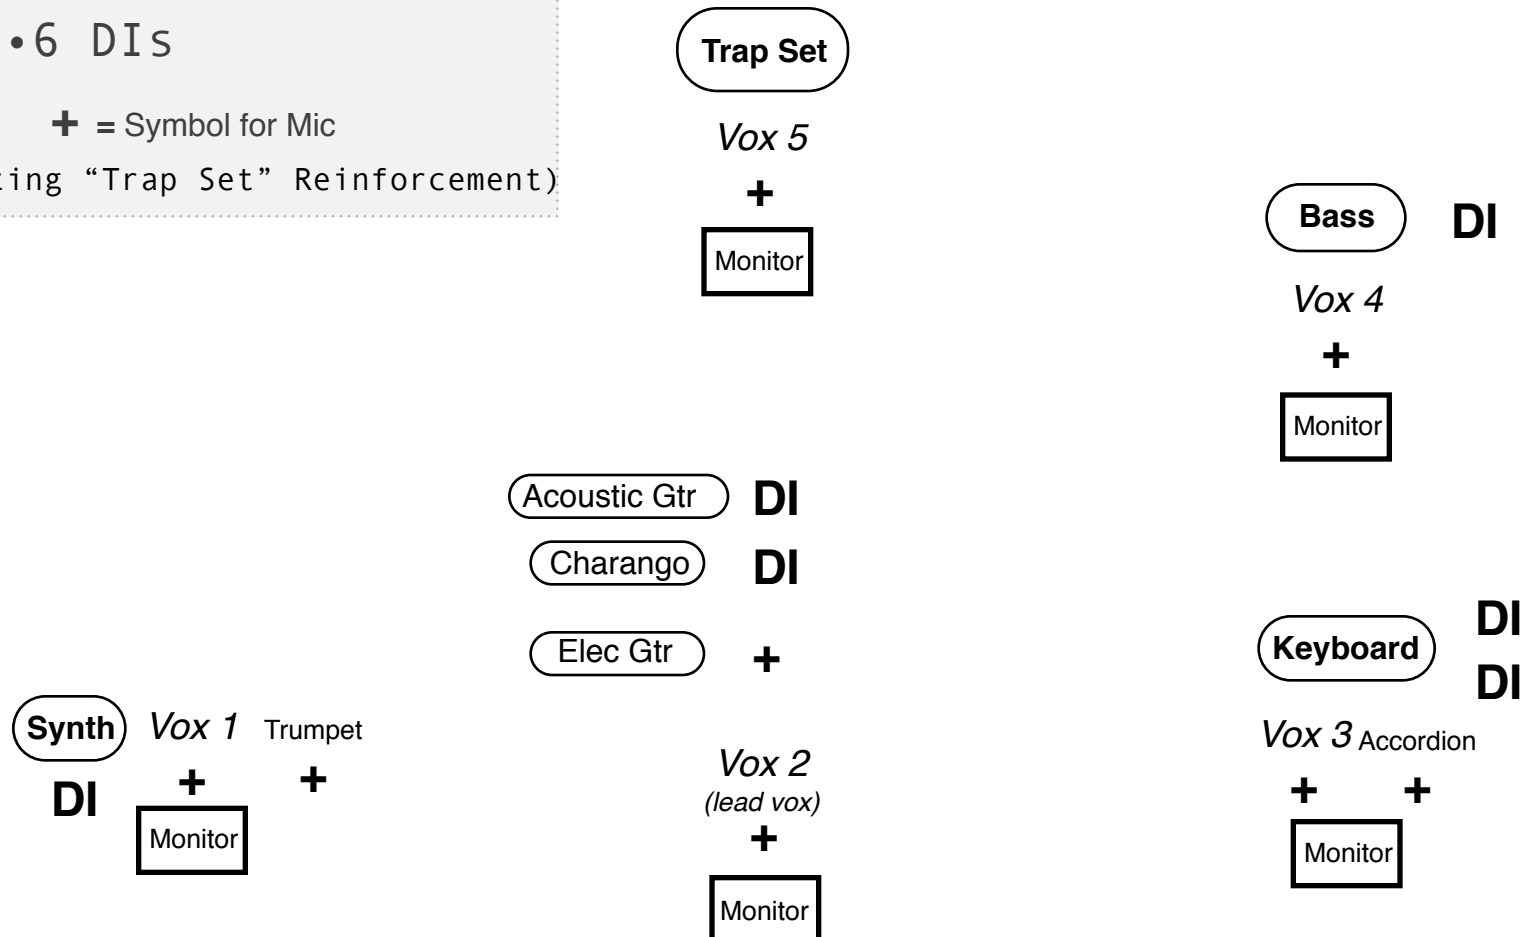 •6 DIs
+ = Symbol for Mic
“Trap Set” Reinforcement)
Trap Set
Vox 5
+
Monitor
Bass DI
Vox 4
+
Monitor
Acoustic Gtr DI
Charango DI
Elec Gtr +
Keyboard DI
DI
Synth Vox 1 Trumpet
DI + +
Monitor
Vox 2
(lead vox)
+
Monitor
Vox 3 Accordion
+ +
Monitor